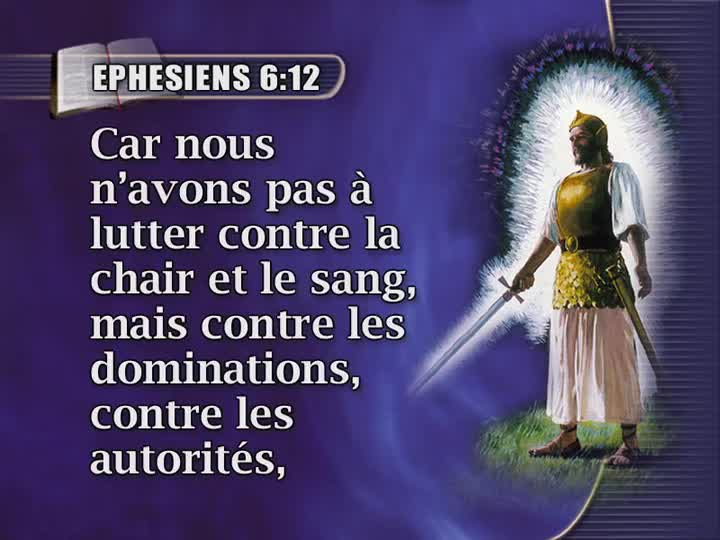 EPHESIENS 6:12
Car nous
n’avons pas à
lutter contre la
chair et le sang,
mais contre les
dominations,
contre les
autorités,